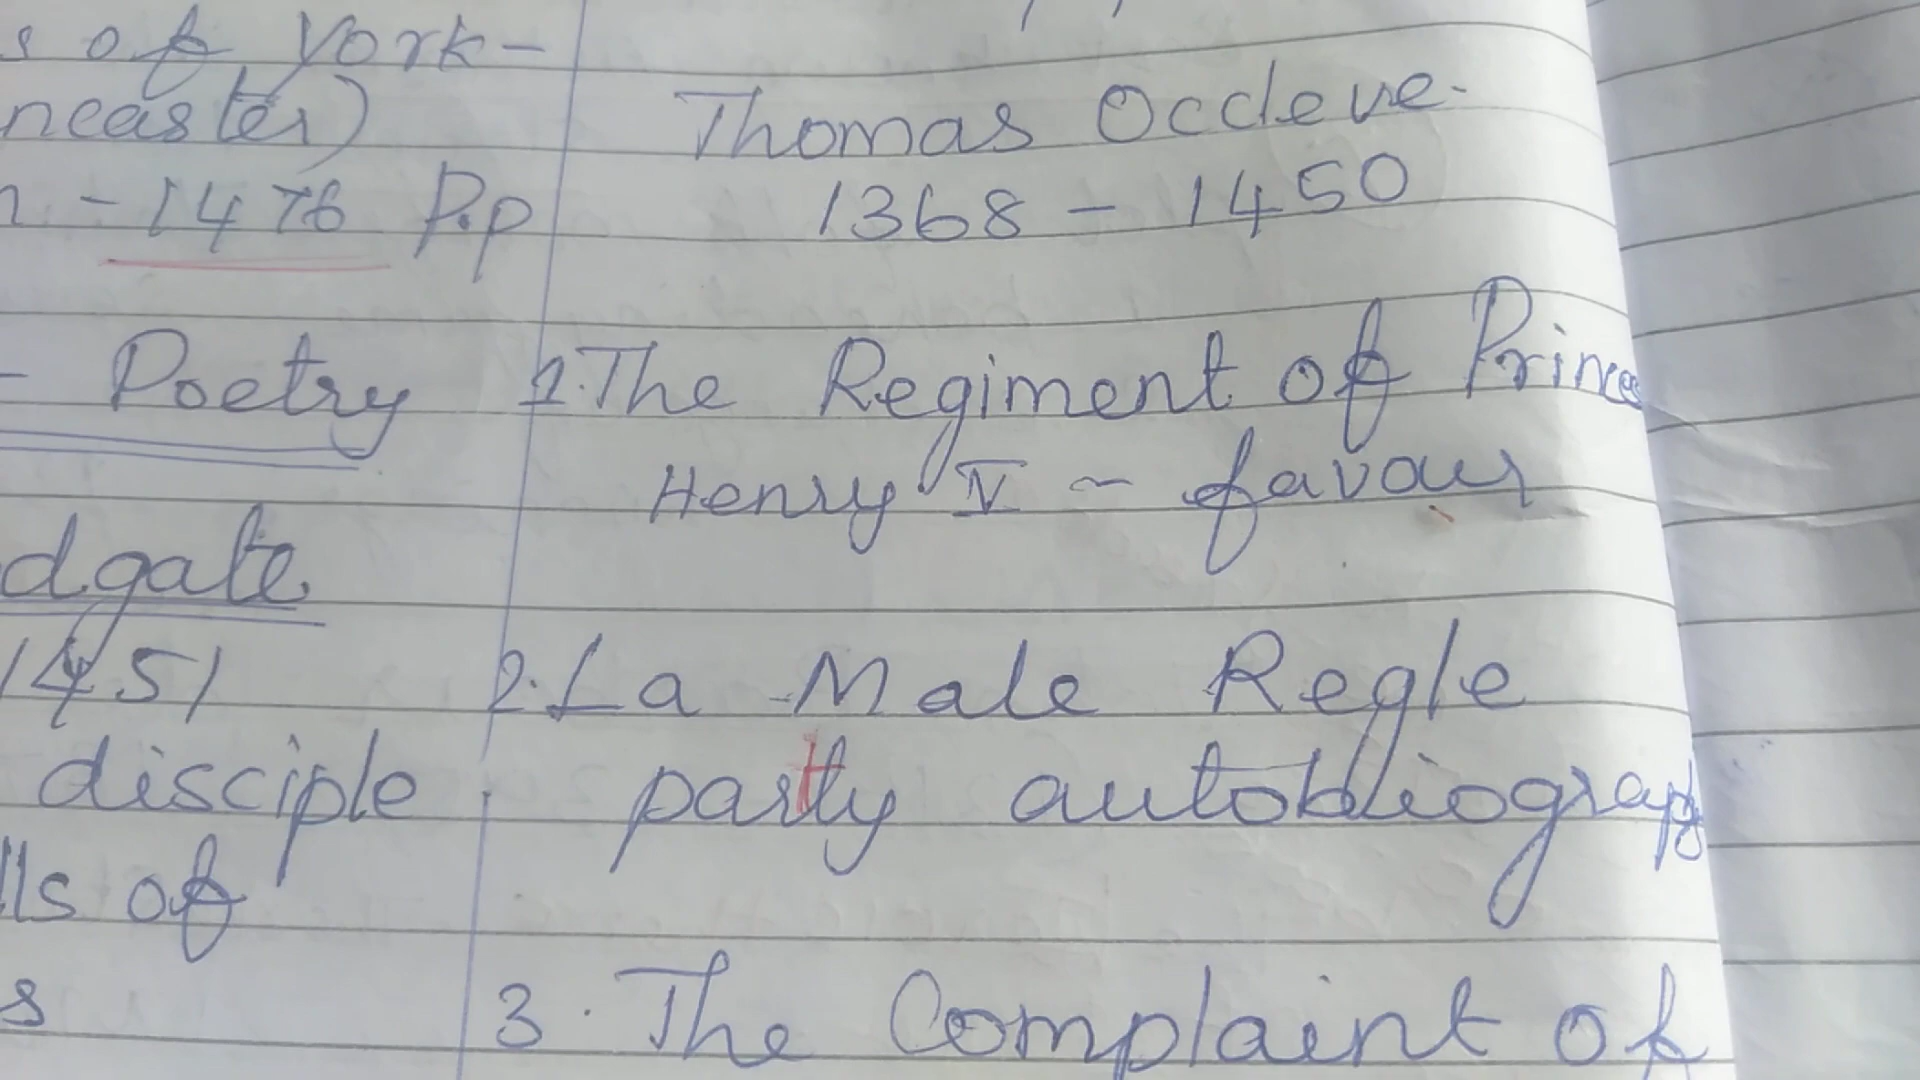 s of York-
ncaster)
n - 1476 P.p
- Poetry
dgate
1451
disciple
lls of
s
Thomas Occleve.
1368 - 1450
1. The Regiment of Princes
Henry V - favour
2. La Male Regle
partly autobiography
3. The Complaint of